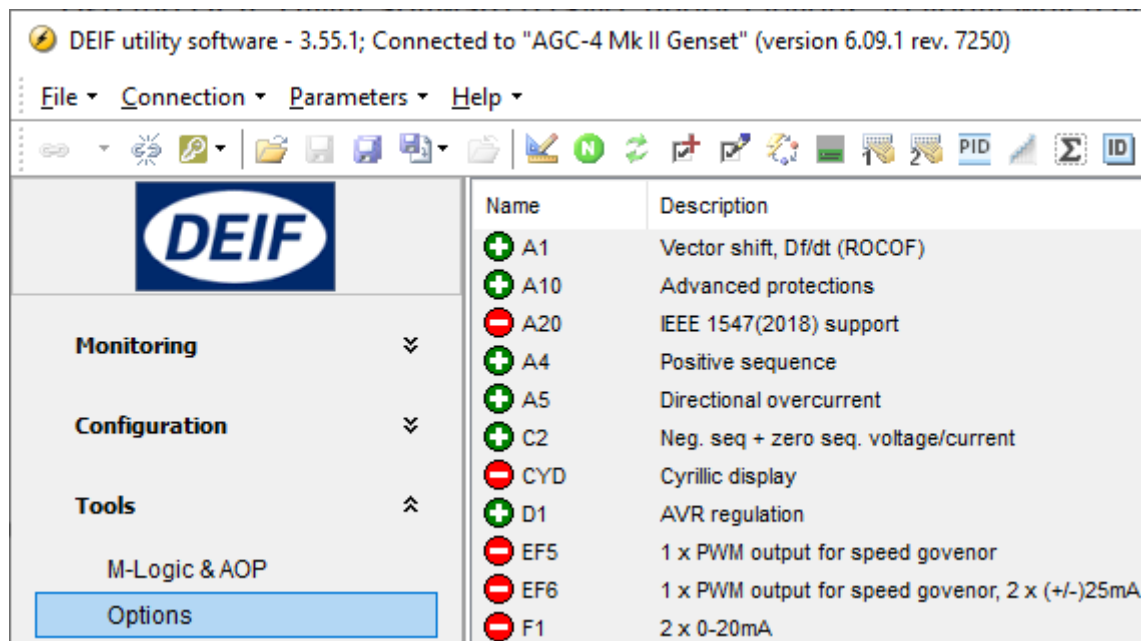 DEIF utility software - 3.55.1; Connected to "AGC-4 Mk II Genset" (version 6.09.1 rev. 7250)
File Connection Parameters Help
N 1 2 PID Σ ID
DEIF
Monitoring
Configuration
Tools
M-Logic & AOP
Options
Name Description
A1 Vector shift, Df/dt (ROCOF)
A10 Advanced protections
A20 IEEE 1547(2018) support
A4 Positive sequence
A5 Directional overcurrent
C2 Neg. seq + zero seq. voltage/current
CYD Cyrillic display
D1 AVR regulation
EF5 1 x PWM output for speed govenor
EF6 1 x PWM output for speed govenor, 2 x (+/-)25mA
F1 2 x 0-20mA